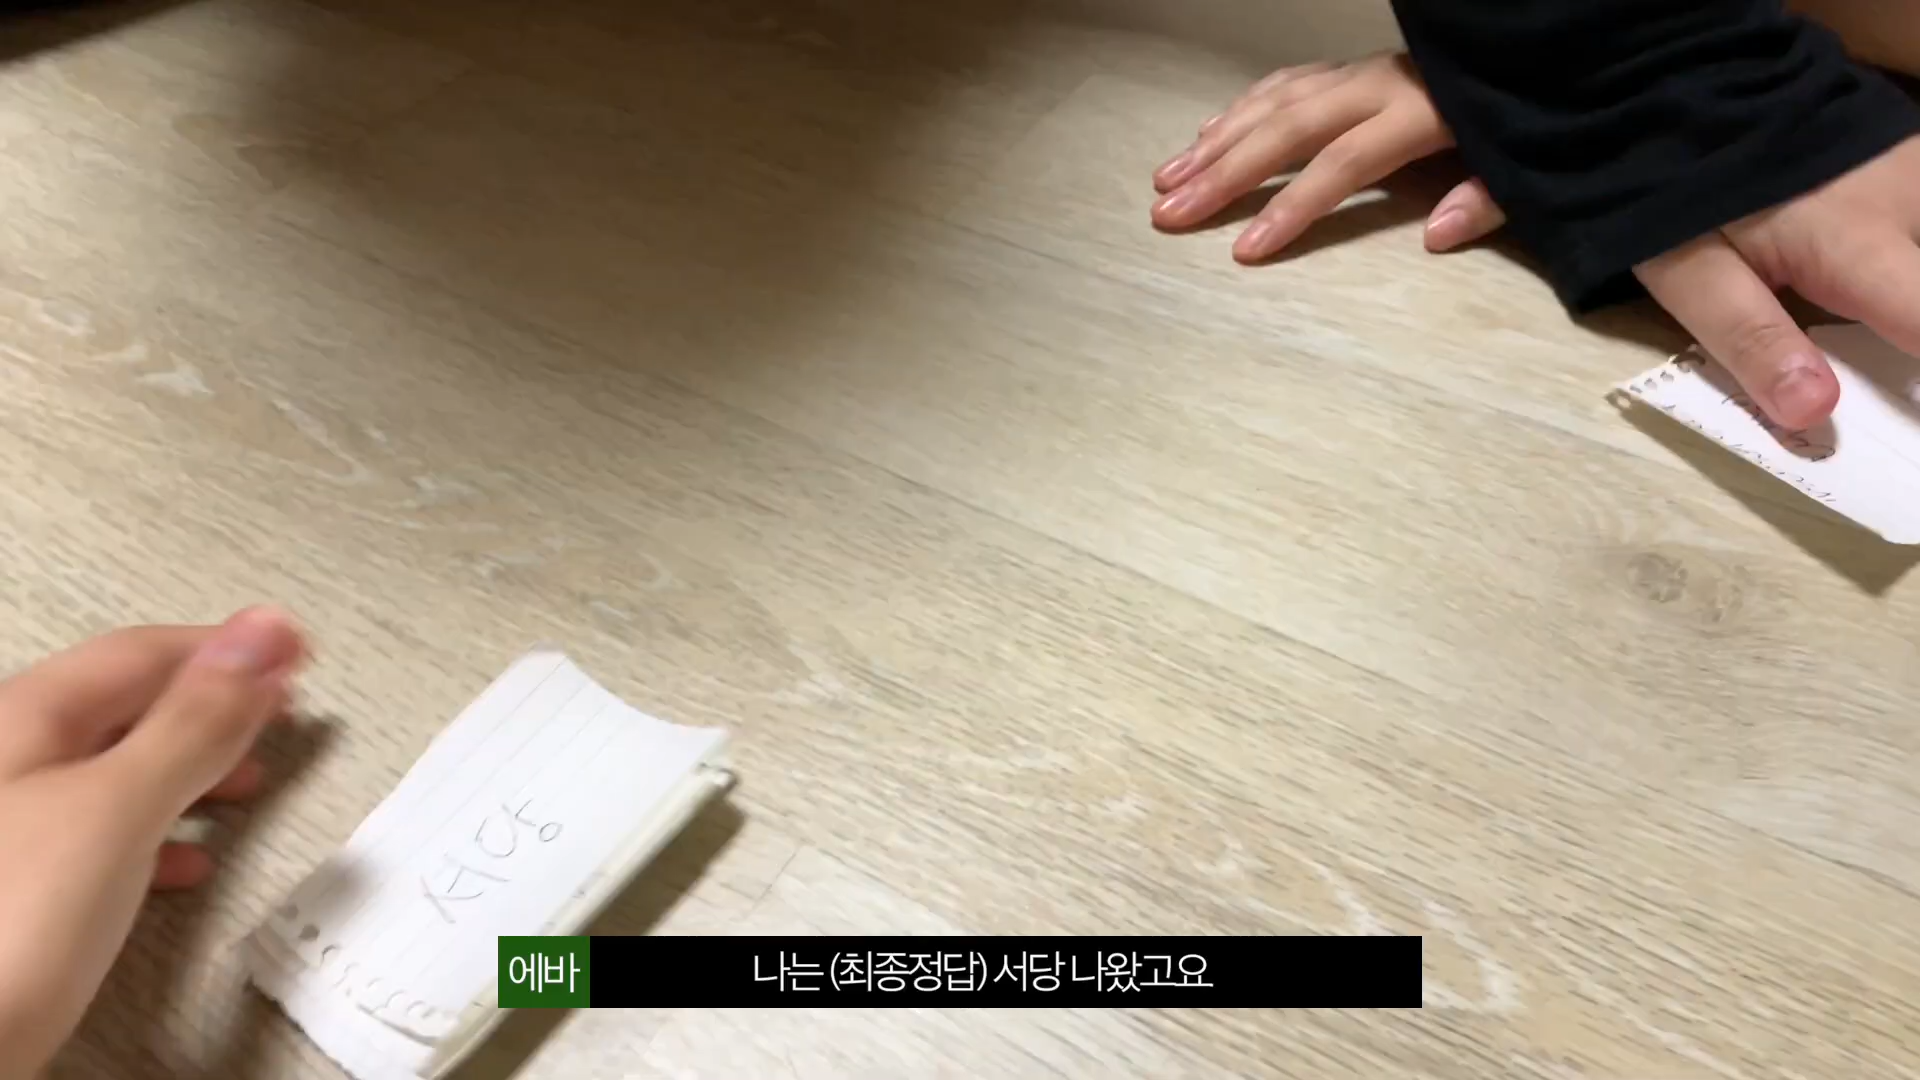 서당
에바 나는 (최종정답) 서당 나왔고요